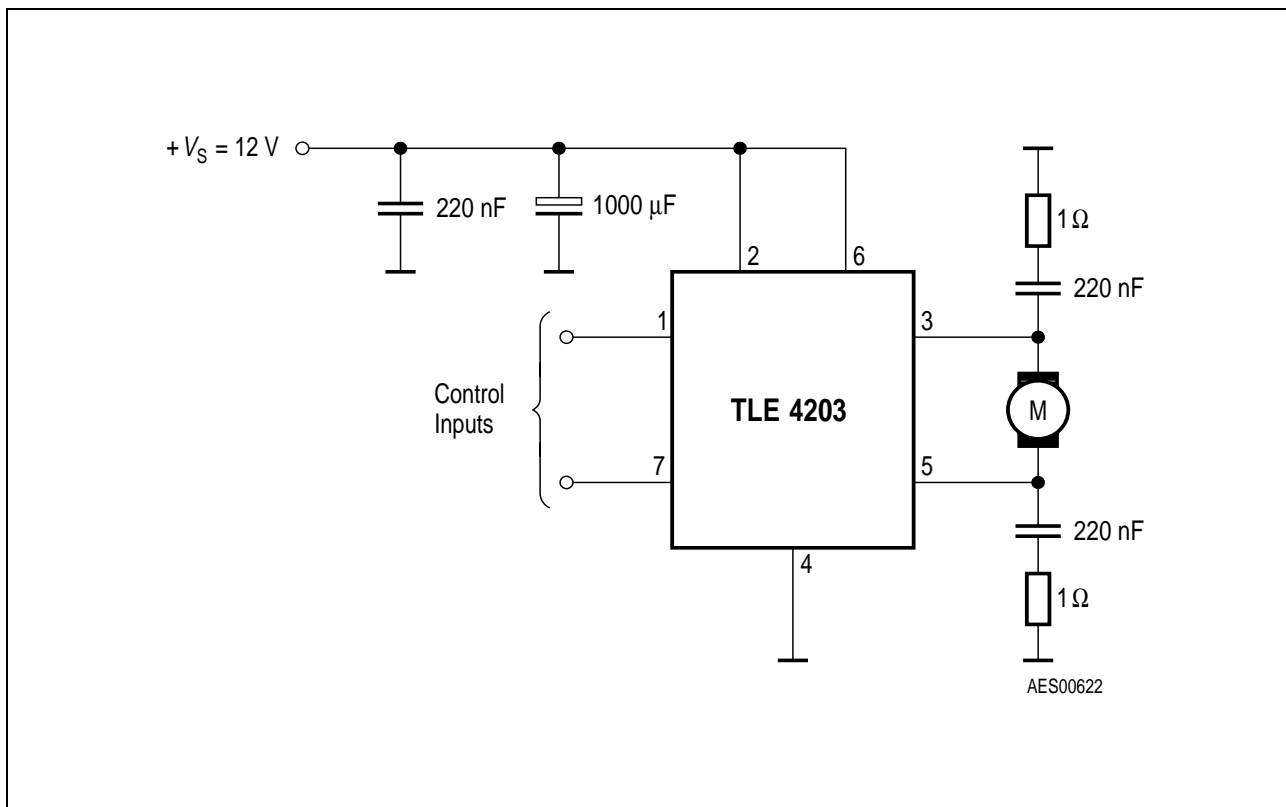 + VS = 12 V
220 nF
1000 μF
1 Ω
2
6
220 nF
1
3
Control
Inputs
TLE 4203
M
7
5
220 nF
4
1 Ω
AES00622